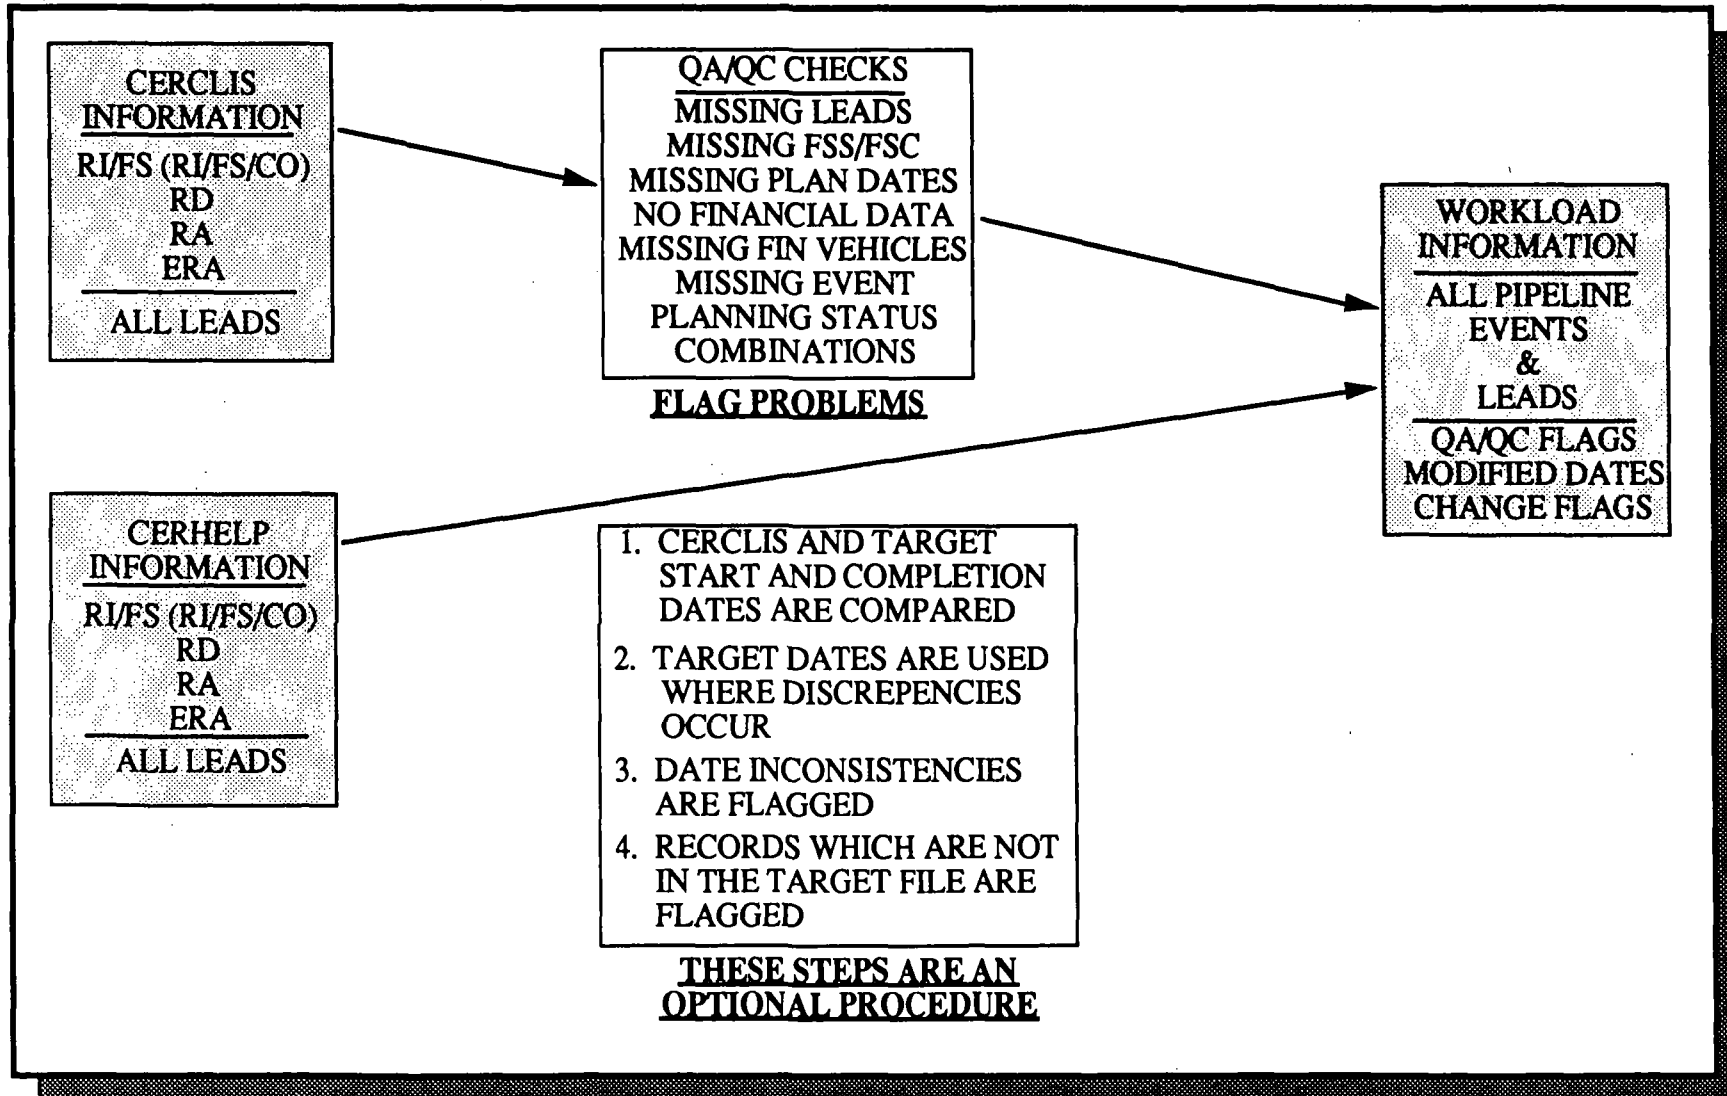 CERCLIS
INFORMATION
RI/FS (RI/FS/CO)
RD
RA
ERA
ALL LEADS
QA/QC CHECKS
MISSING LEADS
MISSING FSS/FSC
MISSING PLAN DATES
NO FINANCIAL DATA
MISSING FIN VEHICLES
MISSING EVENT
PLANNING STATUS
COMBINATIONS
FLAG PROBLEMS
WORKLOAD
INFORMATION
ALL PIPELINE
EVENTS
&
LEADS
QA/QC FLAGS
MODIFIED DATES
CHANGE FLAGS
CERHELP
INFORMATION
RI/FS (RI/FS/CO)
RD
RA
ERA
ALL LEADS
1. CERCLIS AND TARGET
START AND COMPLETION
DATES ARE COMPARED
2. TARGET DATES ARE USED
WHERE DISCREPENCIES
OCCUR
3. DATE INCONSISTENCIES
ARE FLAGGED
4. RECORDS WHICH ARE NOT
IN THE TARGET FILE ARE
FLAGGED
THESE STEPS ARE AN
OPTIONAL PROCEDURE